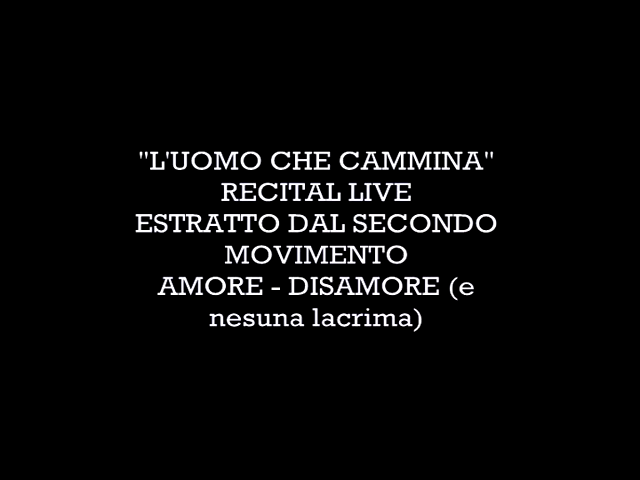 "L'UOMO CHE CAMMINA"
RECITAL LIVE
ESTRATTO DAL SECONDO
MOVIMENTO
AMORE - DISAMORE (e
nesuna lacrima)